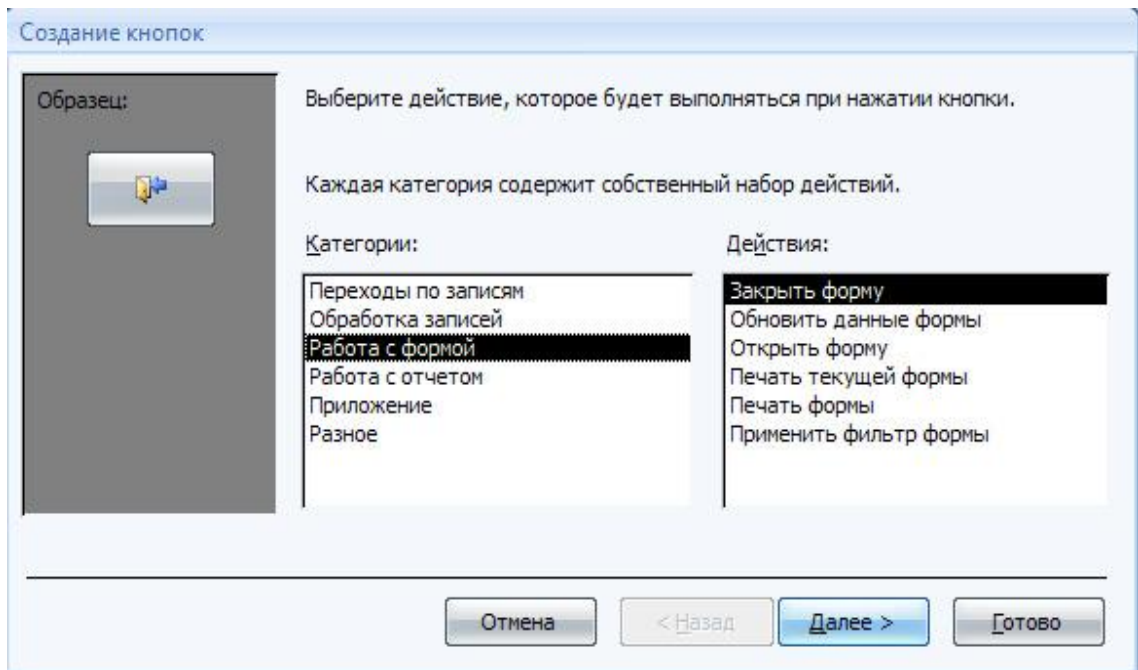 Создание кнопок
Образец:
Выберите действие, которое будет выполняться при нажатии кнопки.
Каждая категория содержит собственный набор действий.
Категории:
Переходы по записям
Обработка записей
Работа с формой
Работа с отчетом
Приложение
Разное
Действия:
Закрыть форму
Обновить данные формы
Открыть форму
Печать текущей формы
Печать формы
Применить фильтр формы
Отмена
< Назад
Далее >
Готово